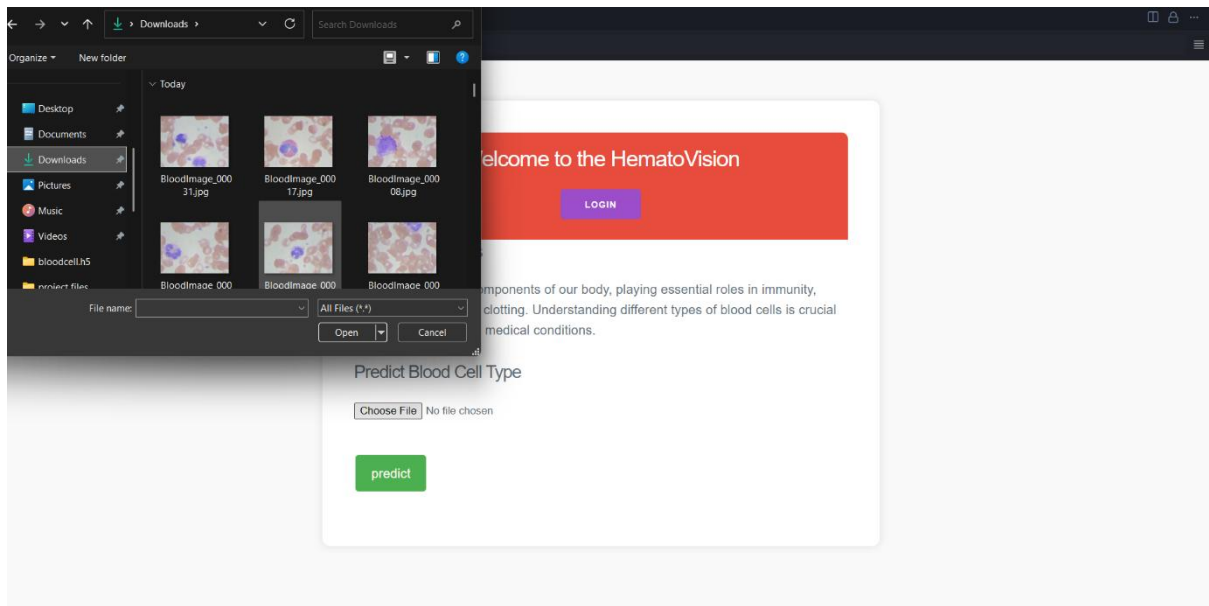 Downloads
Search Downloads
Organize
New folder
Today
Desktop
Documents
Downloads
Pictures
Music
Videos
bloodcell.h5
project files
BloodImage_000
31.jpg
BloodImage_000
17.jpg
BloodImage_000
08.jpg
BloodImage_000
BloodImage_000
BloodImage_000
File name:
All Files (*.*)
Open
Cancel
elcome to the HematoVision
LOGIN
mponents of our body, playing essential roles in immunity,
clotting. Understanding different types of blood cells is crucial
medical conditions.
Predict Blood Cell Type
Choose File No file chosen
predict